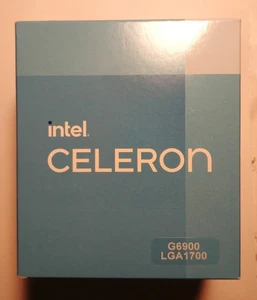 intel.
CELERON
G6900
LGA1700